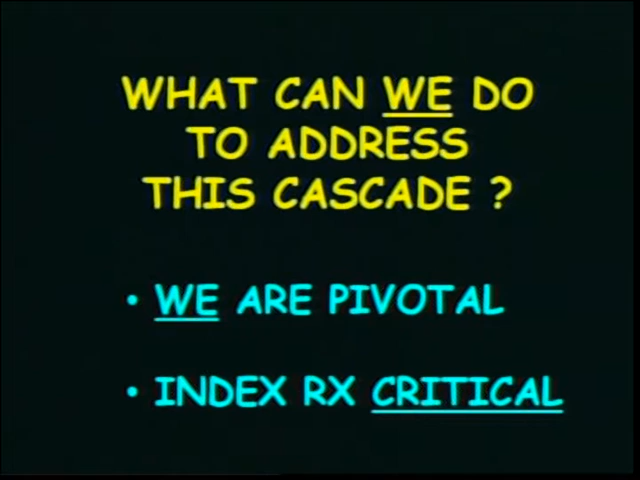 WHAT CAN WE DO
TO ADDRESS
THIS CASCADE ?
• WE ARE PIVOTAL
• INDEX RX CRITICAL